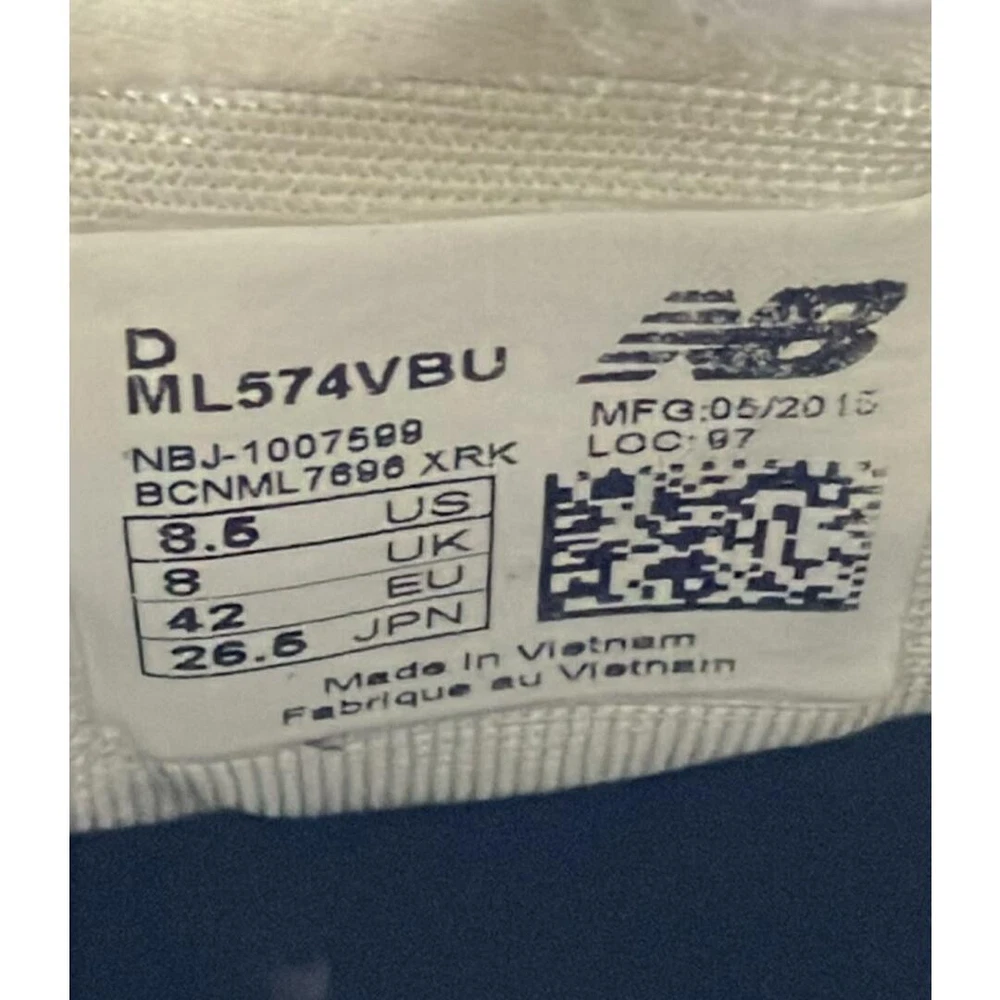 D
ML574VBU
NBJ-1007599
BCNML7696 XRK
8.5 US
8 UK
42 EU
26.5 JPN
NB
MFG:05/2015
LOC: 97
Made In Vietnam
Fabrique au Vietnam